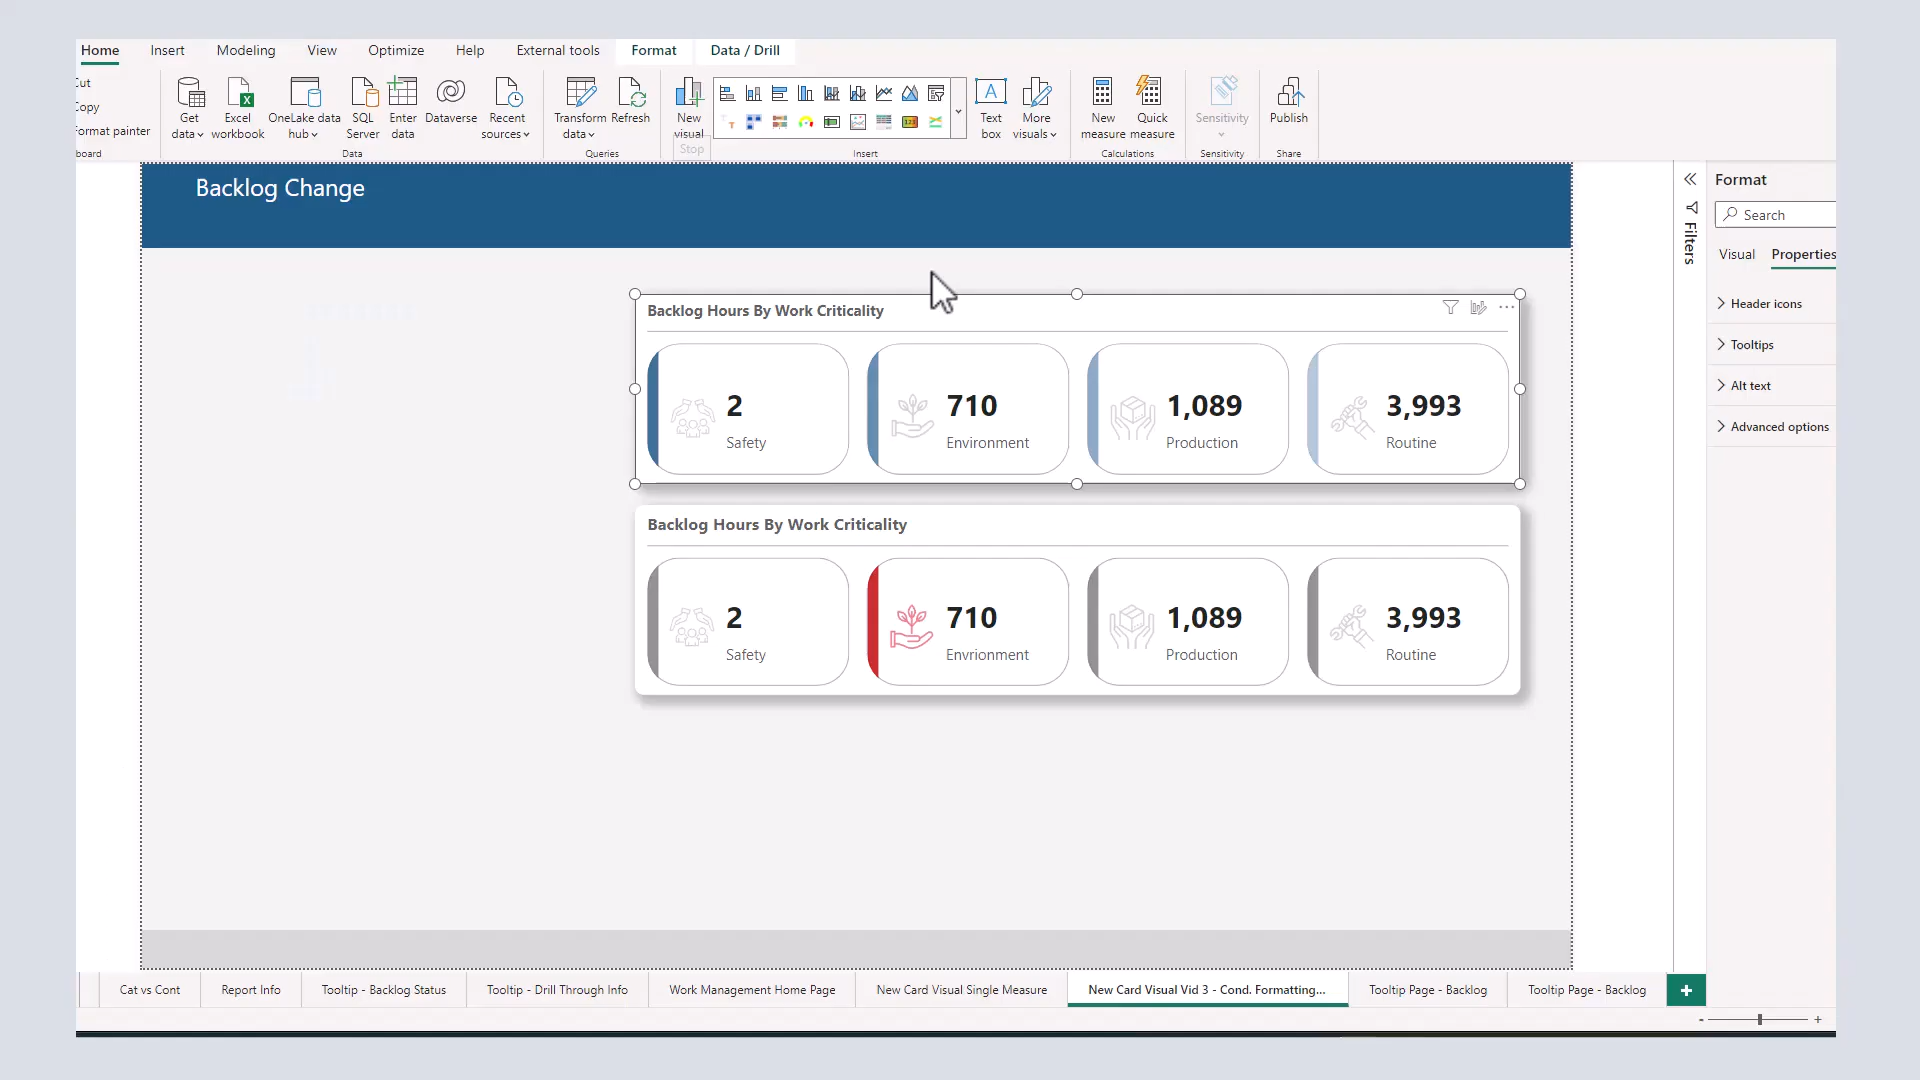 Home Insert Modeling View Optimize Help External tools Format Data / Drill
Cut
Copy
Format painter
board
Get data
Excel workbook
OneLake data hub
SQL Server
Enter data
Dataverse
Recent sources
Data
Transform data
Refresh
Queries
New visual
Stop
Text box
More visuals
Insert
New measure
Quick measure
Calculations
Sensitivity
Sensitivity
Publish
Share
Backlog Change
Backlog Hours By Work Criticality
2 710 1,089 3,993
Safety Environment Production Routine
Backlog Hours By Work Criticality
2 710 1,089 3,993
Safety Envrionment Production Routine
Filters
Format
Search
Visual Properties
Header icons
Tooltips
Alt text
Advanced options
Cat vs Cont Report Info Tooltip - Backlog Status Tooltip - Drill Through Info Work Management Home Page New Card Visual Single Measure New Card Visual Vid 3 - Cond. Formatting... Tooltip Page - Backlog Tooltip Page - Backlog +
- +